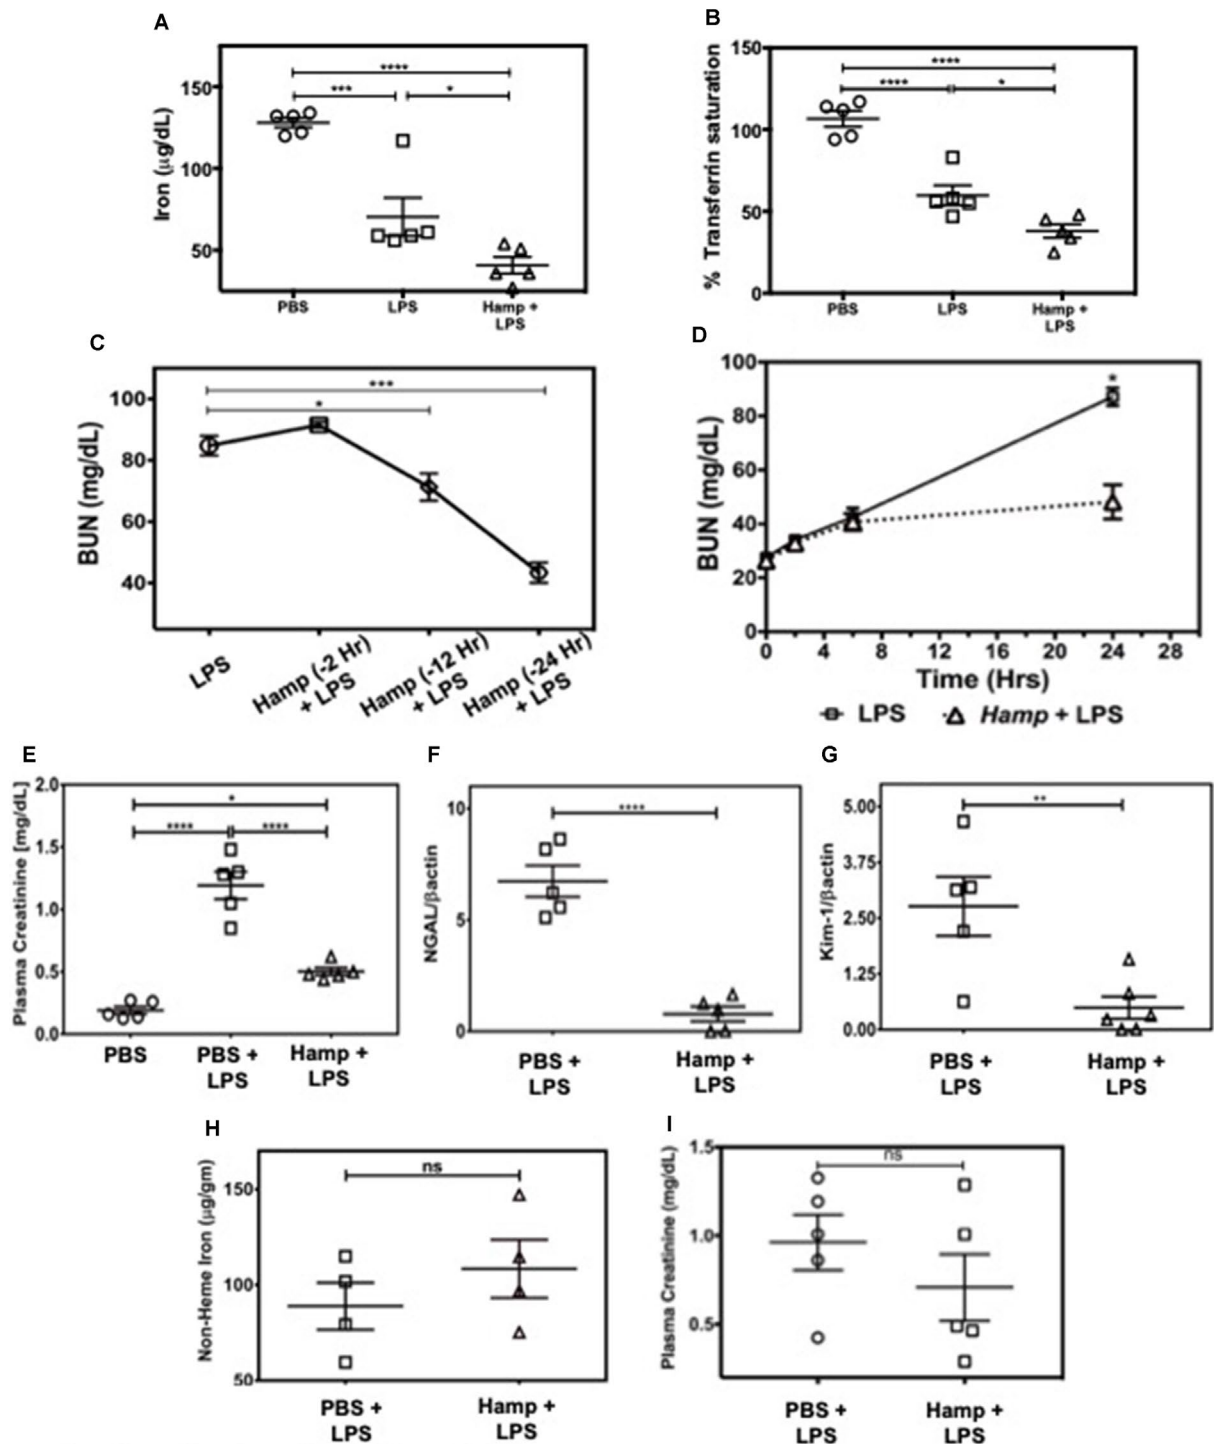 A
Iron (µg/dL)
150
100
50
****
***
*
PBS
LPS
Hamp +
LPS
B
% Transferrin saturation
150
100
50
0
****
****
*
PBS
LPS
Hamp +
LPS
C
BUN (mg/dL)
100
80
60
40
***
*
LPS
Hamp (-2 Hr)
+ LPS
Hamp (-12 Hr)
+ LPS
Hamp (-24 Hr)
+ LPS
D
BUN (mg/dL)
100
80
60
40
20
0
*
0 4 8 12 16 20 24 28
Time (Hrs)
LPS
Hamp + LPS
E
Plasma Creatinine [mg/dL]
2.0
1.5
1.0
0.5
0.0
*
****
****
PBS
PBS +
LPS
Hamp +
LPS
F
NGAL/βactin
10
5
0
****
PBS +
LPS
Hamp +
LPS
G
Kim-1/βactin
5.00
3.75
2.50
1.25
0.00
**
PBS +
LPS
Hamp +
LPS
H
Non-Heme Iron (µg/gm)
150
100
50
ns
PBS +
LPS
Hamp +
LPS
I
Plasma Creatinine (mg/dL)
1.5
1.0
0.5
ns
PBS +
LPS
Hamp +
LPS